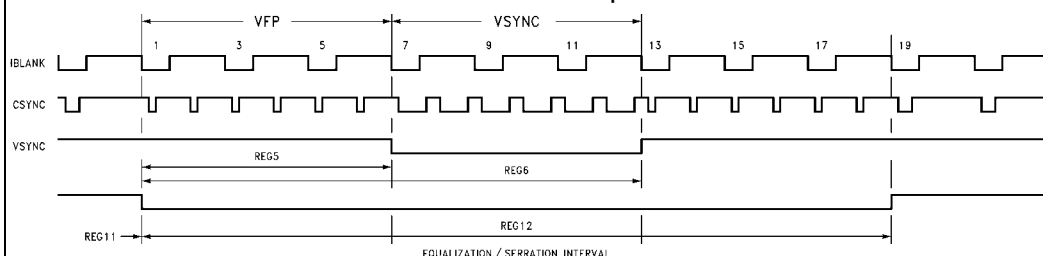 VFP VSYNC
1 3 5 7 9 11 13 15 17 19
HBLANK
CSYNC
VSYNC
REG5
REG6
REG12
REG11
EQUALIZATION / SERRATION INTERVAL